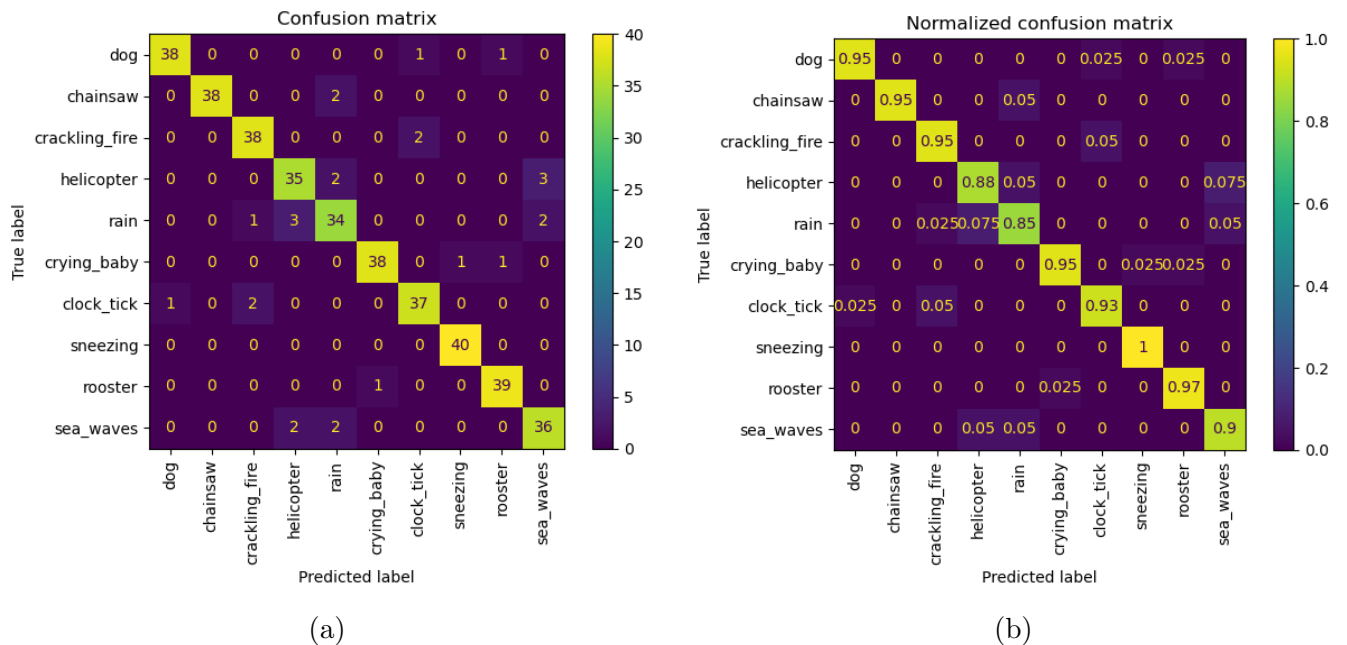 Confusion matrix
True label
dog 38 0 0 0 0 0 1 0 1 0
chainsaw 0 38 0 0 2 0 0 0 0 0
crackling_fire 0 0 38 0 0 0 2 0 0 0
helicopter 0 0 0 35 2 0 0 0 0 3
rain 0 0 1 3 34 0 0 0 0 2
crying_baby 0 0 0 0 0 38 0 1 1 0
clock_tick 1 0 2 0 0 0 37 0 0 0
sneezing 0 0 0 0 0 0 0 40 0 0
rooster 0 0 0 0 0 1 0 0 39 0
sea_waves 0 0 0 2 2 0 0 0 0 36
dog chainsaw crackling_fire helicopter rain crying_baby clock_tick sneezing rooster sea_waves
Predicted label
40
35
30
25
20
15
10
5
0
(a)
Normalized confusion matrix
True label
dog 0.95 0 0 0 0 0 0.025 0 0.025 0
chainsaw 0 0.95 0 0 0.05 0 0 0 0 0
crackling_fire 0 0 0.95 0 0 0 0.05 0 0 0
helicopter 0 0 0 0.88 0.05 0 0 0 0 0.075
rain 0 0 0.025 0.075 0.85 0 0 0 0 0.05
crying_baby 0 0 0 0 0 0.95 0 0.025 0.025 0
clock_tick 0.025 0 0.05 0 0 0 0.93 0 0 0
sneezing 0 0 0 0 0 0 0 1 0 0
rooster 0 0 0 0 0 0.025 0 0 0.97 0
sea_waves 0 0 0 0.05 0.05 0 0 0 0 0.9
dog chainsaw crackling_fire helicopter rain crying_baby clock_tick sneezing rooster sea_waves
Predicted label
1.0
0.8
0.6
0.4
0.2
0.0
(b)